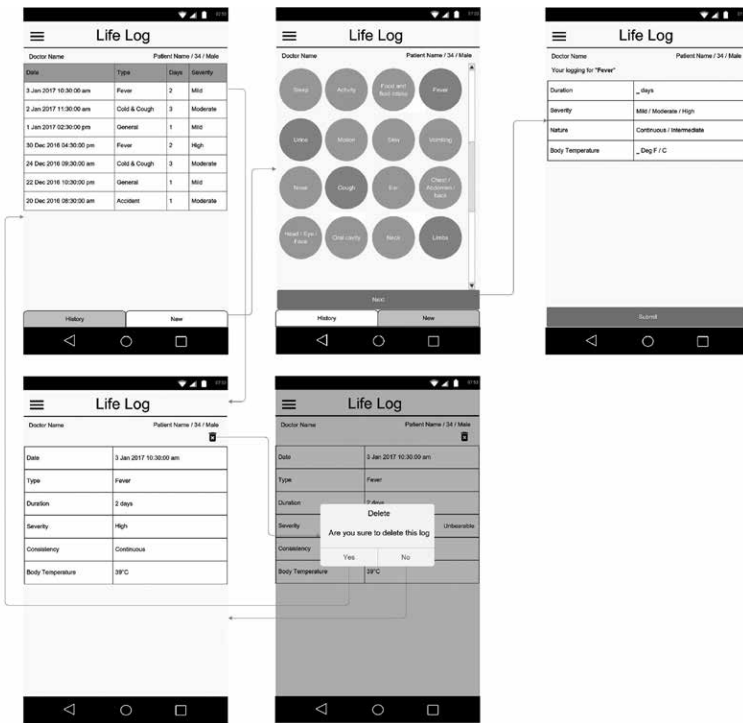 Life Log
Doctor Name Patient Name / 34 / Male
Date Type Days Severity
3 Jan 2017 10:30:00 am Fever 2 Mild
2 Jan 2017 11:30:00 am Cold & Cough 3 Moderate
1 Jan 2017 02:30:00 pm General 1 Mild
30 Dec 2016 04:30:00 pm Fever 2 High
24 Dec 2016 09:30:00 am Cold & Cough 3 Moderate
22 Dec 2016 10:30:00 pm General 1 Mild
20 Dec 2016 08:30:00 am Accident 1 Moderate
History New
Life Log
Doctor Name Patient Name / 34 / Male
Sleep Activity Food and fluid intake Fever
Urine Motion Skin Vomiting
Nose Cough Ear Chest / Abdomen / back
Head / Eye / Face Oral cavity Neck Limbs
Next
History New
Life Log
Doctor Name Patient Name / 34 / Male
Your logging for "Fever"
Duration _ days
Severity Mild / Moderate / High
Nature Continuous / Intermediate
Body Temperature _ Deg F / C
Submit
Life Log
Doctor Name Patient Name / 34 / Male
Date 3 Jan 2017 10:30:00 am
Type Fever
Duration 2 days
Severity High
Consistency Continuous
Body Temperature 39°C
Life Log
Doctor Name Patient Name / 34 / Male
Date 3 Jan 2017 10:30:00 am
Type Fever
Duration 2 days
Severity Unbearable
Consistency
Body Temperature 39°C
Delete
Are you sure to delete this log
Yes No